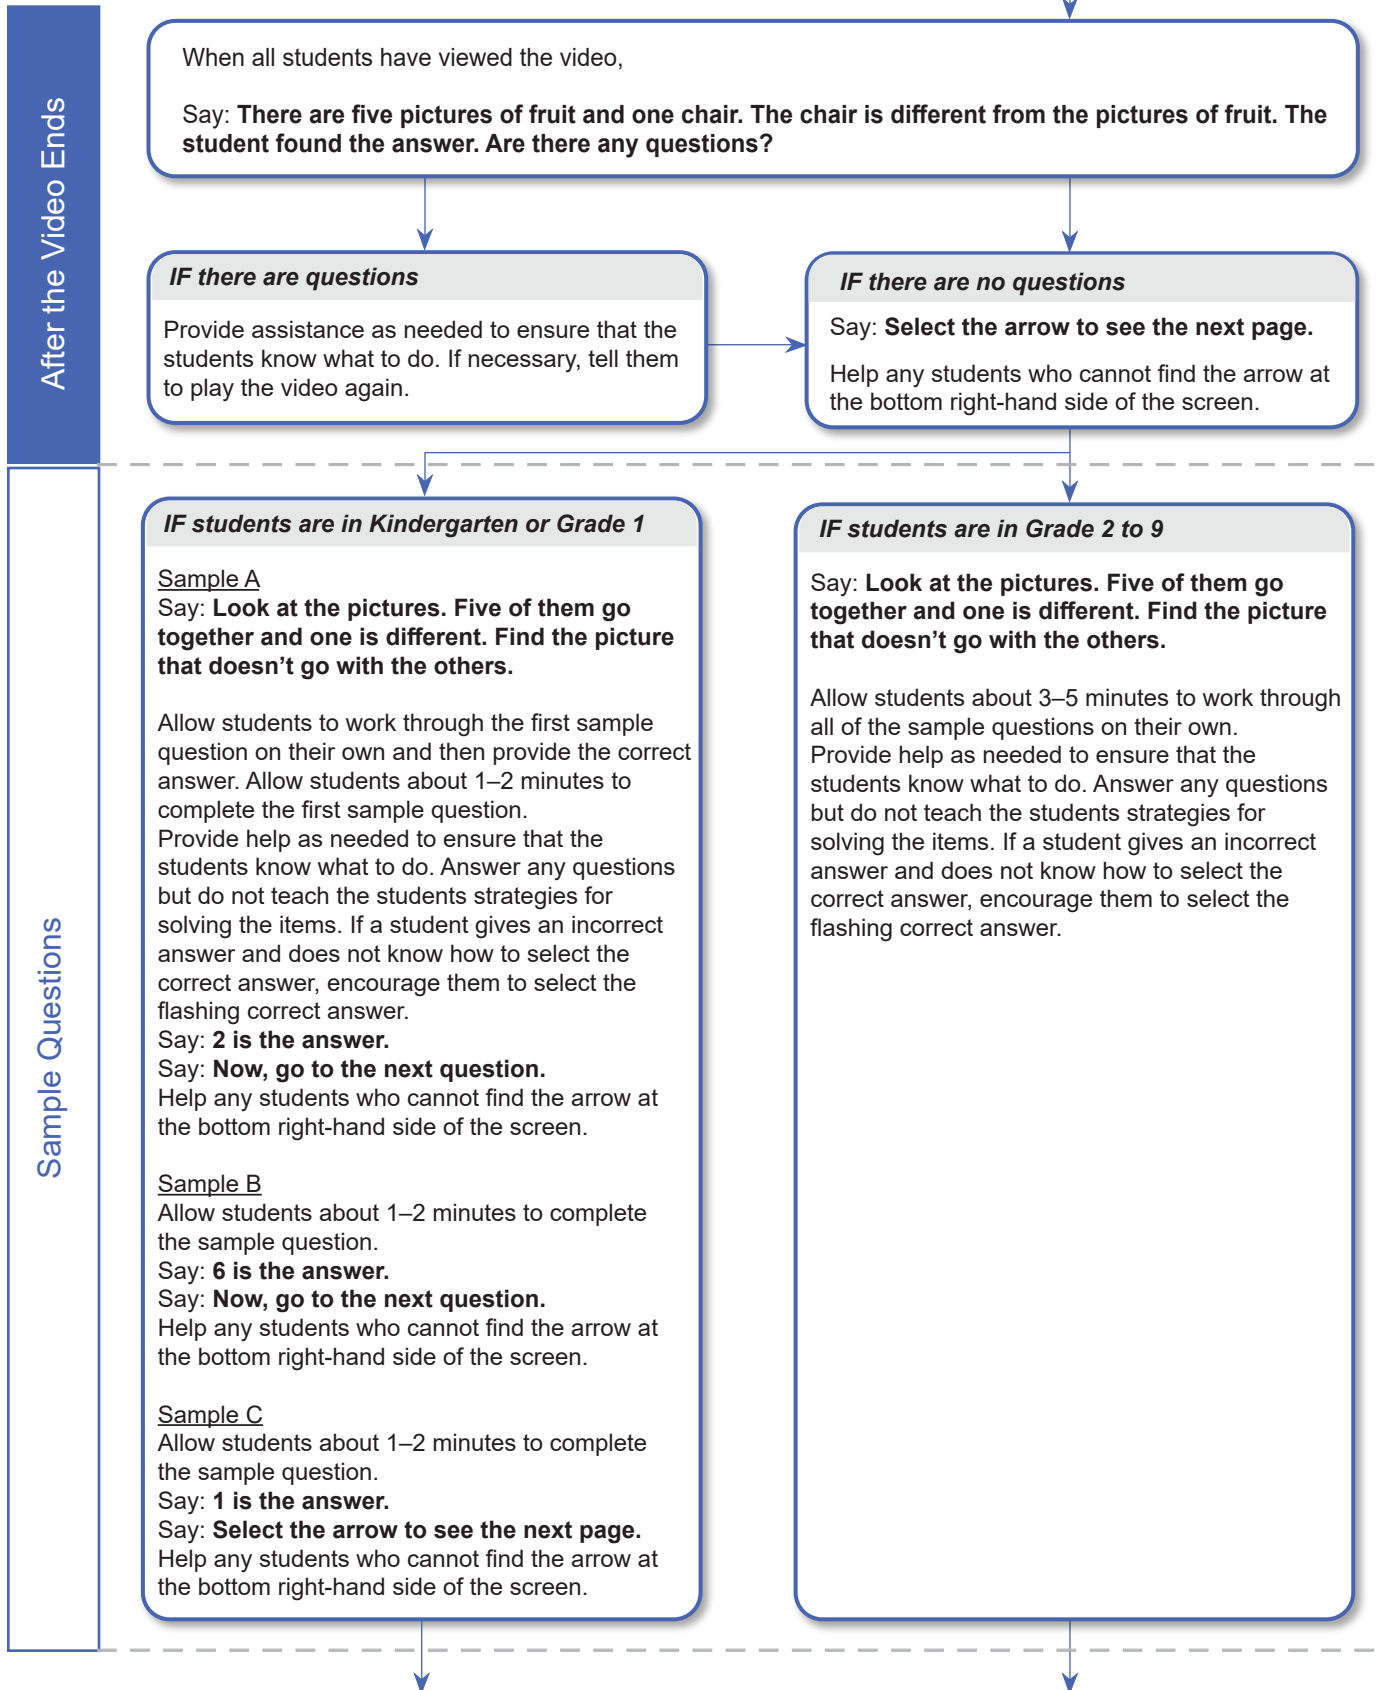 After the Video Ends
When all students have viewed the video,
Say: There are five pictures of fruit and one chair. The chair is different from the pictures of fruit. The
student found the answer. Are there any questions?
IF there are questions
Provide assistance as needed to ensure that the
students know what to do. If necessary, tell them
to play the video again.
IF there are no questions
Say: Select the arrow to see the next page.
Help any students who cannot find the arrow at
the bottom right-hand side of the screen.
Sample Questions
IF students are in Kindergarten or Grade 1
Sample A
Say: Look at the pictures. Five of them go
together and one is different. Find the picture
that doesn’t go with the others.
Allow students to work through the first sample
question on their own and then provide the correct
answer. Allow students about 1–2 minutes to
complete the first sample question.
Provide help as needed to ensure that the
students know what to do. Answer any questions
but do not teach the students strategies for
solving the items. If a student gives an incorrect
answer and does not know how to select the
correct answer, encourage them to select the
flashing correct answer.
Say: 2 is the answer.
Say: Now, go to the next question.
Help any students who cannot find the arrow at
the bottom right-hand side of the screen.
Sample B
Allow students about 1–2 minutes to complete
the sample question.
Say: 6 is the answer.
Say: Now, go to the next question.
Help any students who cannot find the arrow at
the bottom right-hand side of the screen.
Sample C
Allow students about 1–2 minutes to complete
the sample question.
Say: 1 is the answer.
Say: Select the arrow to see the next page.
Help any students who cannot find the arrow at
the bottom right-hand side of the screen.
IF students are in Grade 2 to 9
Say: Look at the pictures. Five of them go
together and one is different. Find the picture
that doesn’t go with the others.
Allow students about 3–5 minutes to work through
all of the sample questions on their own.
Provide help as needed to ensure that the
students know what to do. Answer any questions
but do not teach the students strategies for
solving the items. If a student gives an incorrect
answer and does not know how to select the
correct answer, encourage them to select the
flashing correct answer.